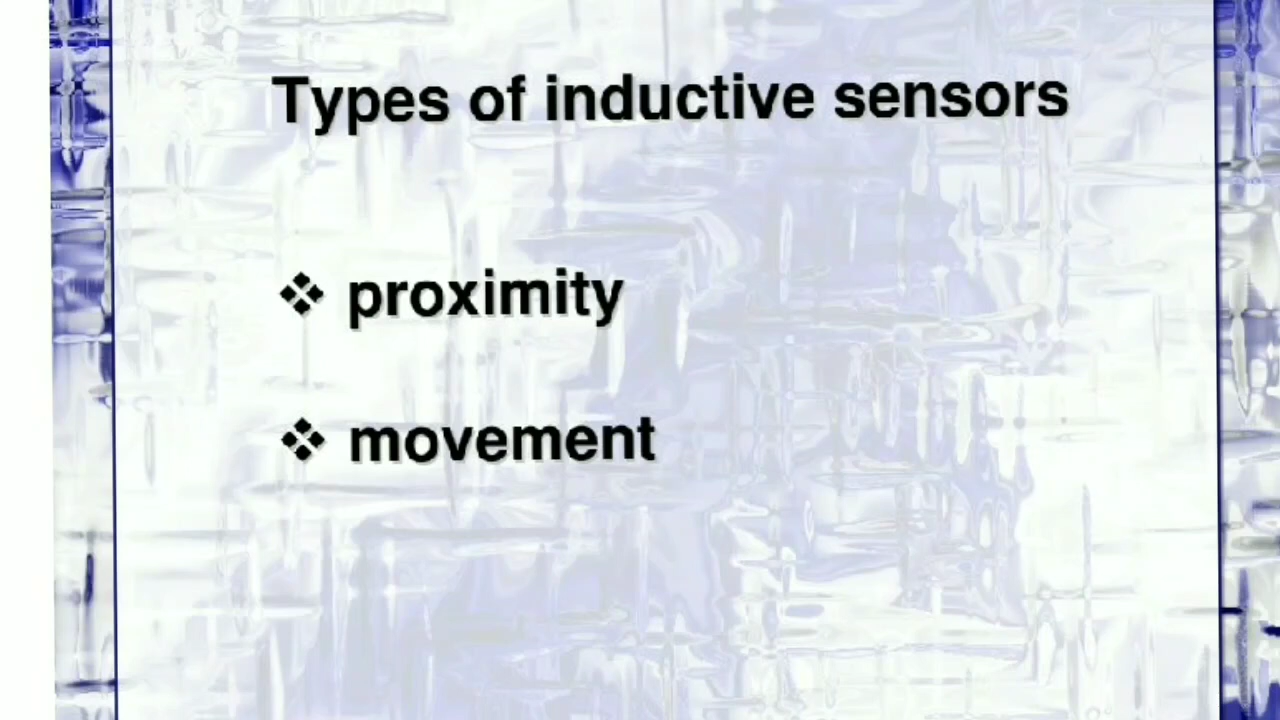 Types of inductive sensors
❖ proximity
❖ movement